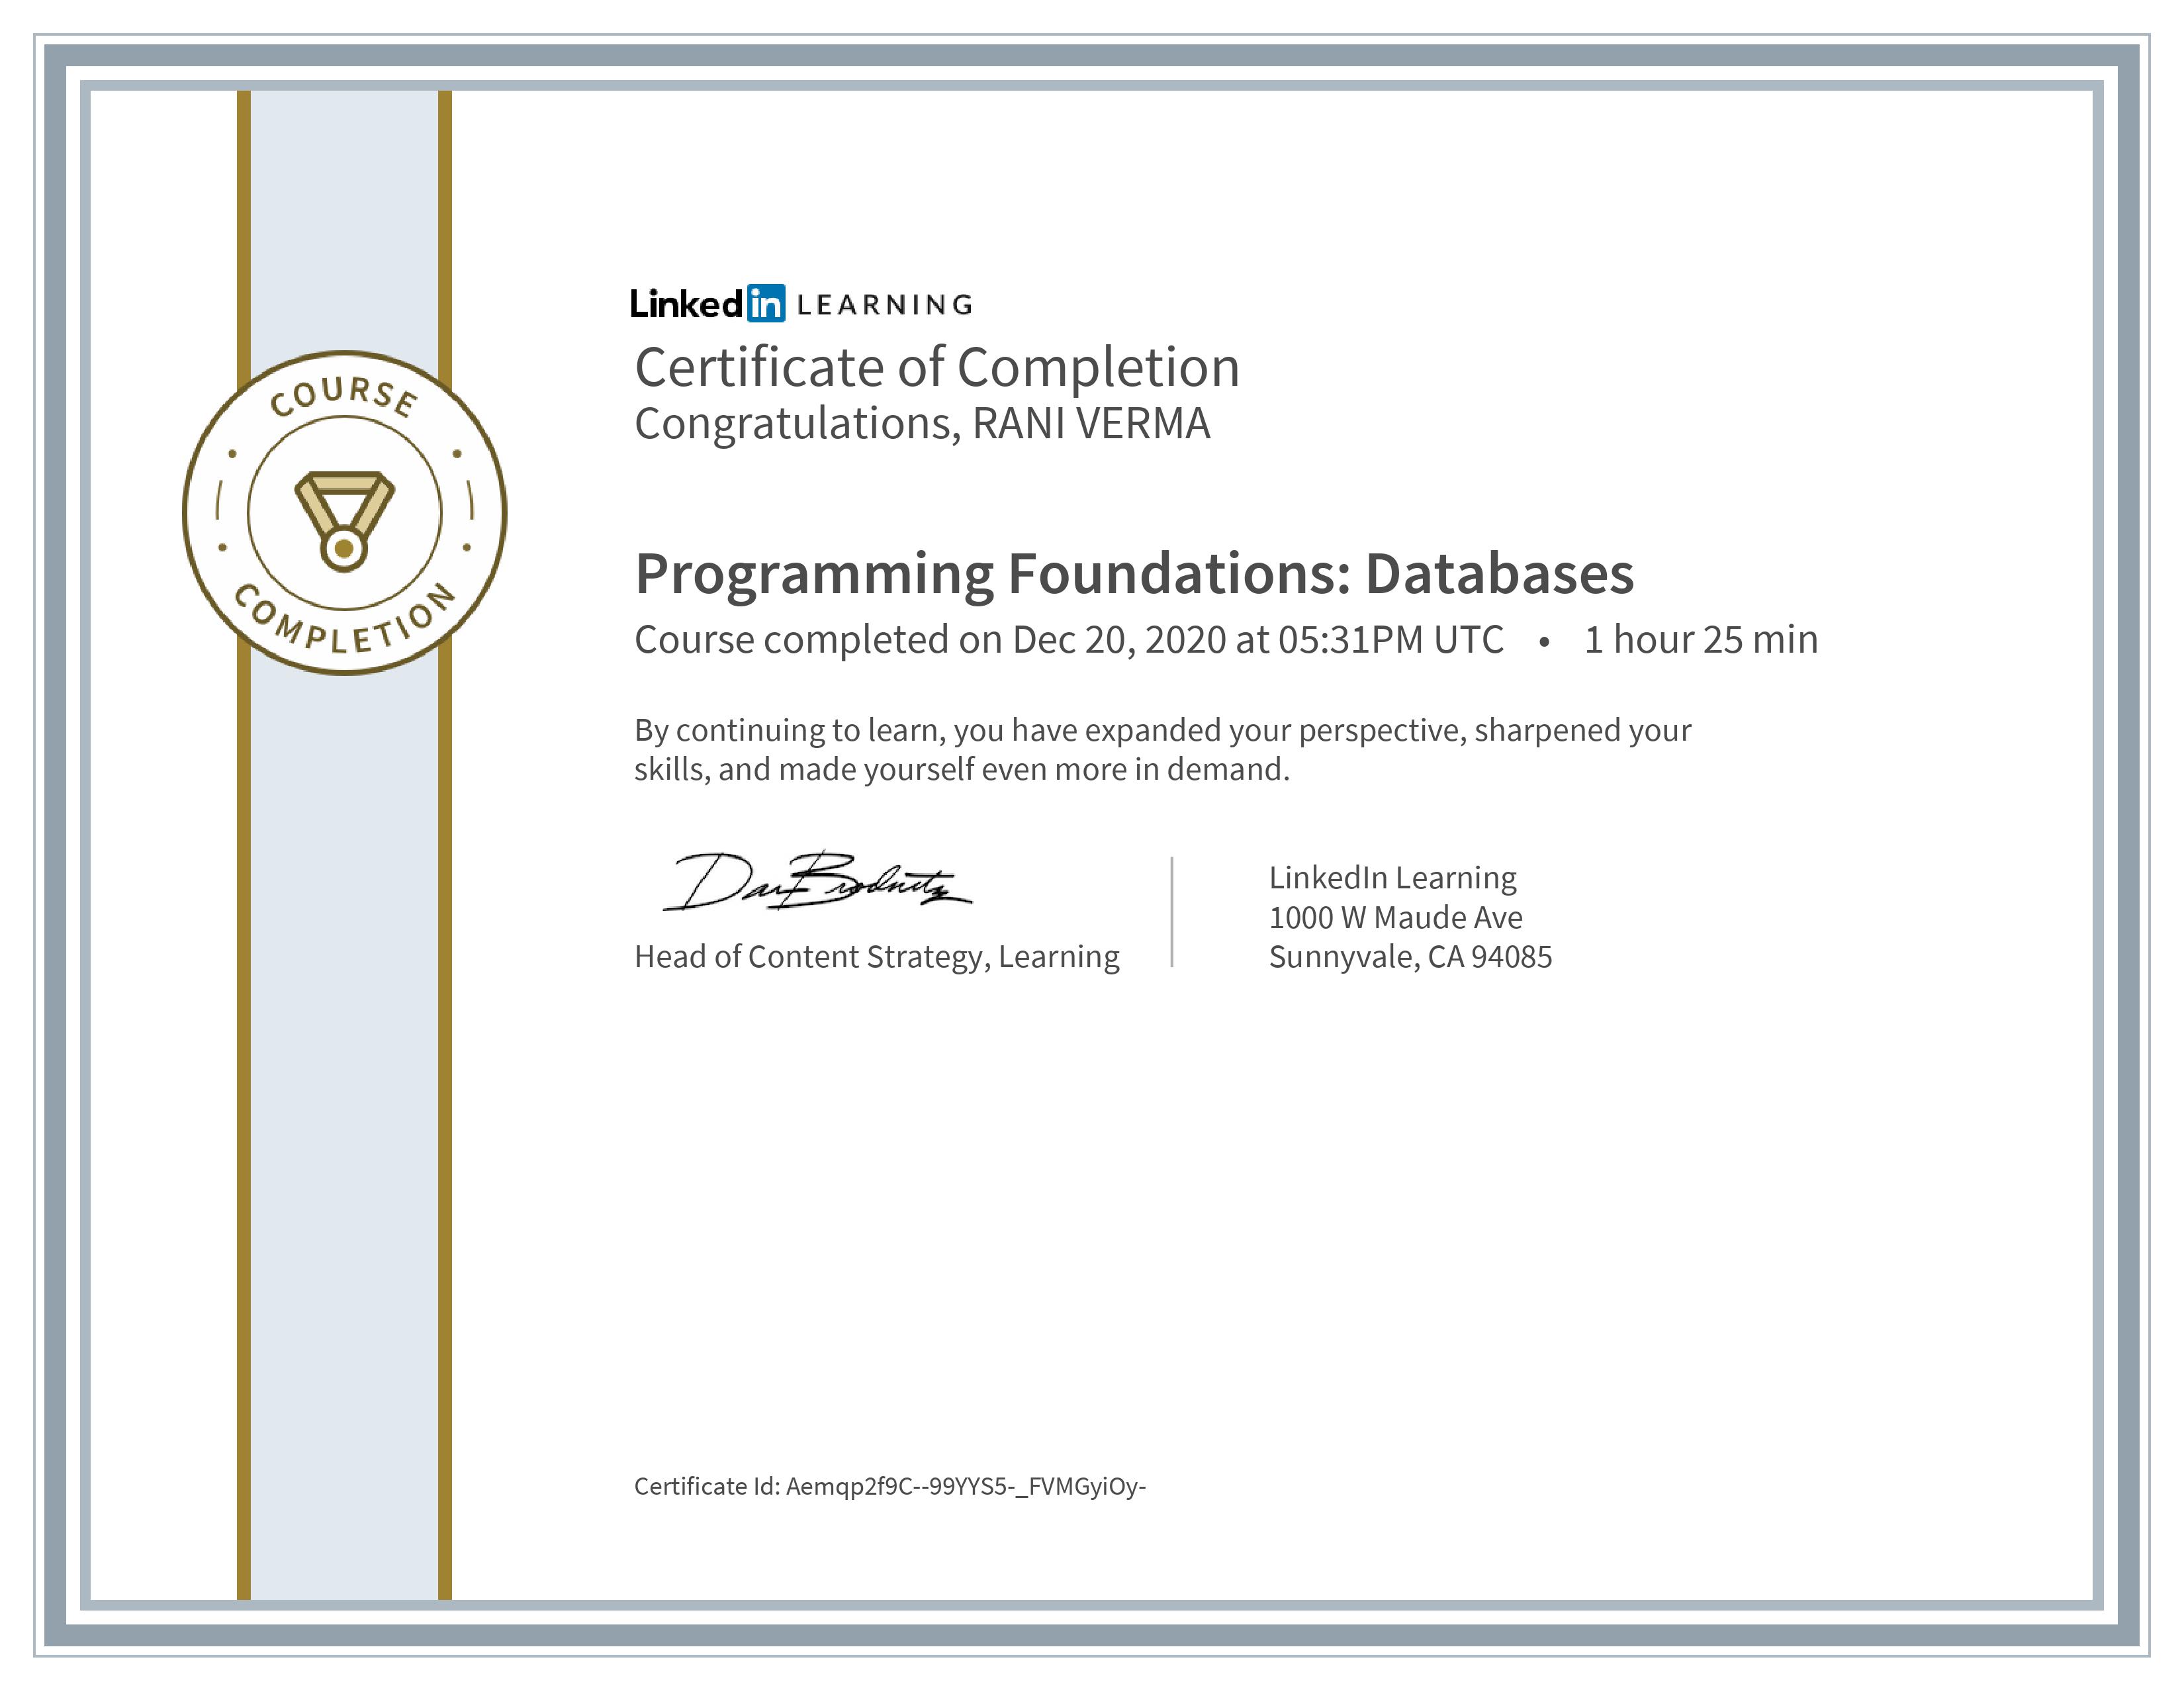 COURSE
COMPLETION
Linked in LEARNING
Certificate of Completion
Congratulations, RANI VERMA
Programming Foundations: Databases
Course completed on Dec 20, 2020 at 05:31PM UTC • 1 hour 25 min
By continuing to learn, you have expanded your perspective, sharpened your
skills, and made yourself even more in demand.
Dan Brodnitz
Head of Content Strategy, Learning
LinkedIn Learning
1000 W Maude Ave
Sunnyvale, CA 94085
Certificate Id: Aemqp2f9C--99YYS5-_FVMGyiOy-